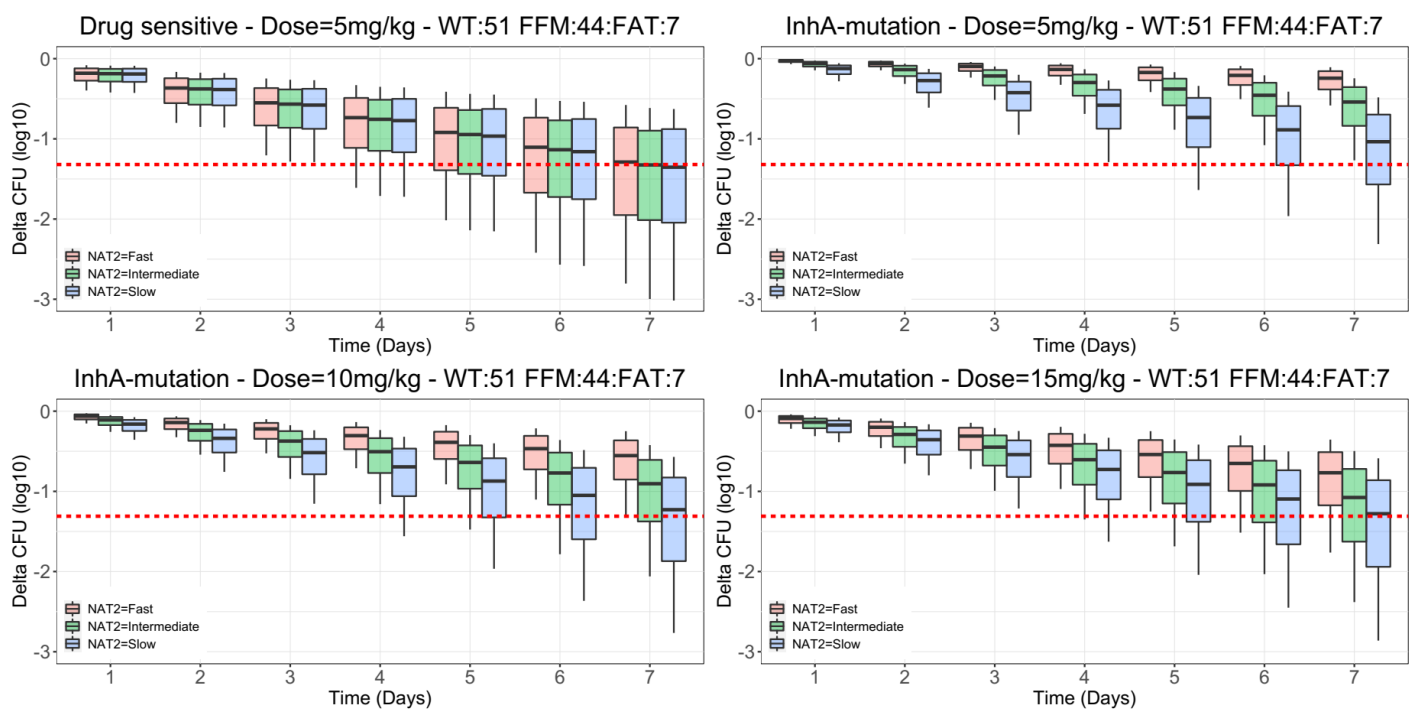 Drug sensitive - Dose=5mg/kg - WT:51 FFM:44:FAT:7
Delta CFU (log10)
0
-1
-2
-3
NAT2=Fast
NAT2=Intermediate
NAT2=Slow
1 2 3 4 5 6 7
Time (Days)
InhA-mutation - Dose=5mg/kg - WT:51 FFM:44:FAT:7
Delta CFU (log10)
0
-1
-2
-3
NAT2=Fast
NAT2=Intermediate
NAT2=Slow
1 2 3 4 5 6 7
Time (Days)
InhA-mutation - Dose=10mg/kg - WT:51 FFM:44:FAT:7
Delta CFU (log10)
0
-1
-2
-3
NAT2=Fast
NAT2=Intermediate
NAT2=Slow
1 2 3 4 5 6 7
Time (Days)
InhA-mutation - Dose=15mg/kg - WT:51 FFM:44:FAT:7
Delta CFU (log10)
0
-1
-2
-3
NAT2=Fast
NAT2=Intermediate
NAT2=Slow
1 2 3 4 5 6 7
Time (Days)